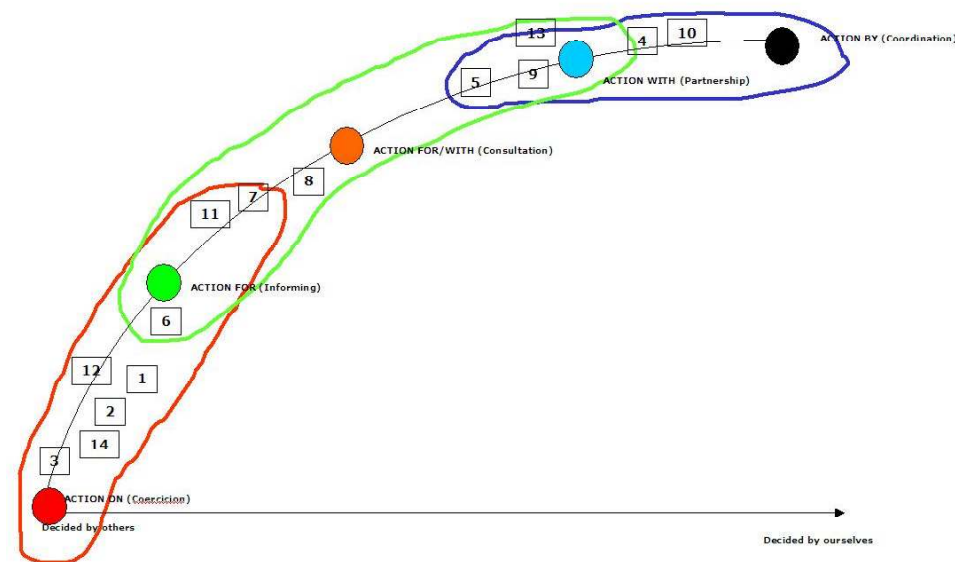 13
4
10
ACTION BY (Coordination)
5
9
ACTION WITH (Partnership)
ACTION FOR/WITH (Consultation)
8
7
11
ACTION FOR (Informing)
6
12
1
2
14
3
ACTION ON (Coercicion)
Decided by others
Decided by ourselves